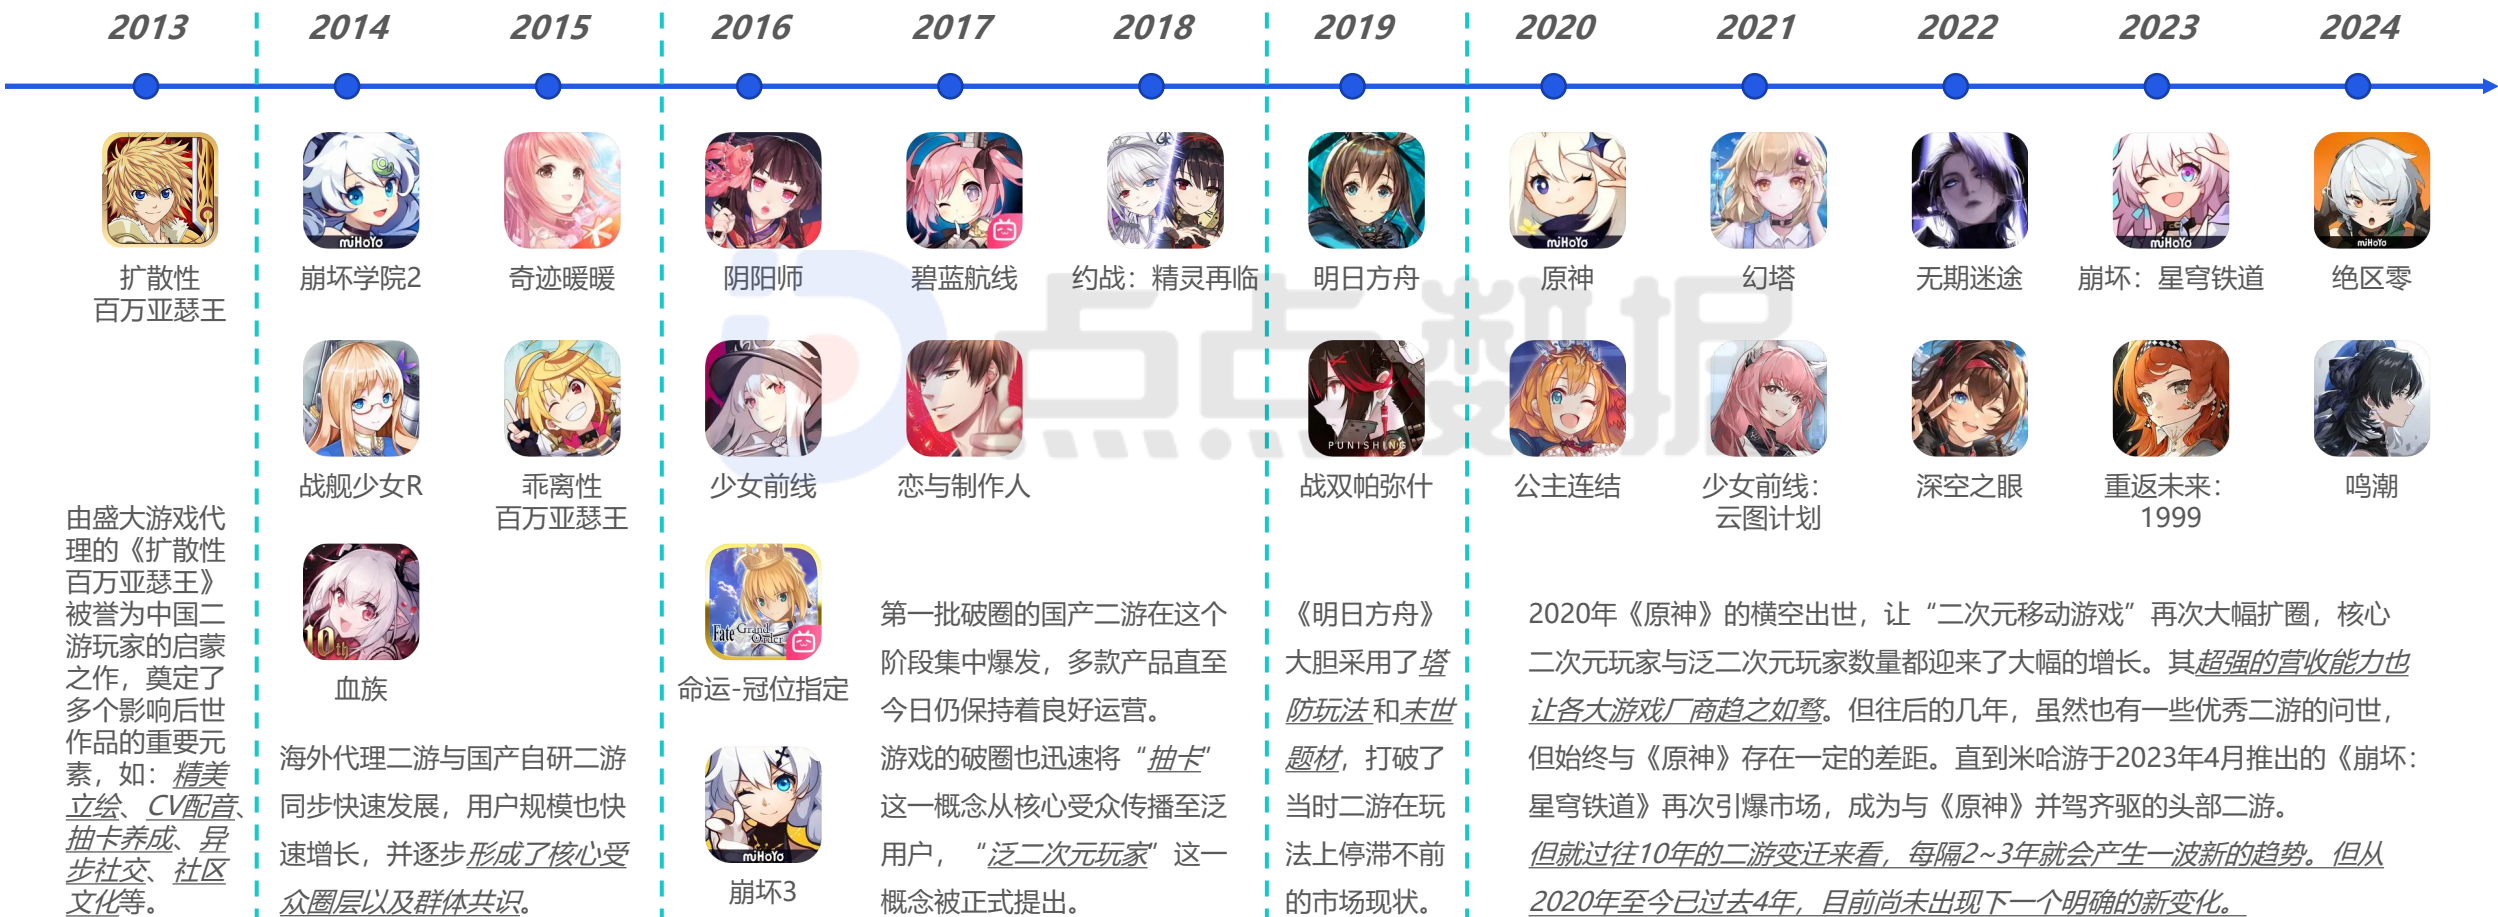 2013
2014
2015
2016
2017
2018
2019
2020
2021
2022
2023
2024
miHoYo
miHoYo
miHoYo
miHoYo
扩散性
百万亚瑟王
崩坏学院2
奇迹暖暖
阴阳师
碧蓝航线
约战：精灵再临
明日方舟
原神
幻塔
无期迷途
崩坏：星穹铁道
绝区零
点点数据
PUNISHING
战舰少女R
乖离性
百万亚瑟王
少女前线
恋与制作人
战双帕弥什
公主连结
少女前线：
云图计划
深空之眼
重返未来：
1999
鸣潮
10th
血族
Fate
Grand
Order
命运-冠位指定
miHoYo
崩坏3
由盛大游戏代
理的《扩散性
百万亚瑟王》
被誉为中国二
游玩家的启蒙
之作，奠定了
多个影响后世
作品的重要元
素，如：精美
立绘、CV配音、
抽卡养成、异
步社交、社区
文化等。
海外代理二游与国产自研二游
同步快速发展，用户规模也快
速增长，并逐步形成了核心受
众圈层以及群体共识。
第一批破圈的国产二游在这个
阶段集中爆发，多款产品直至
今日仍保持着良好运营。
游戏的破圈也迅速将“抽卡”
这一概念从核心受众传播至泛
用户，“泛二次元玩家”这一
概念被正式提出。
《明日方舟》
大胆采用了塔
防玩法和末世
题材，打破了
当时二游在玩
法上停滞不前
的市场现状。
2020年《原神》的横空出世，让“二次元移动游戏”再次大幅扩圈，核心
二次元玩家与泛二次元玩家数量都迎来了大幅的增长。其超强的营收能力也
让各大游戏厂商趋之如鹜。但往后的几年，虽然也有一些优秀二游的问世，
但始终与《原神》存在一定的差距。直到米哈游于2023年4月推出的《崩坏：
星穹铁道》再次引爆市场，成为与《原神》并驾齐驱的头部二游。
但就过往10年的二游变迁来看，每隔2~3年就会产生一波新的趋势。但从
2020年至今已过去4年，目前尚未出现下一个明确的新变化。